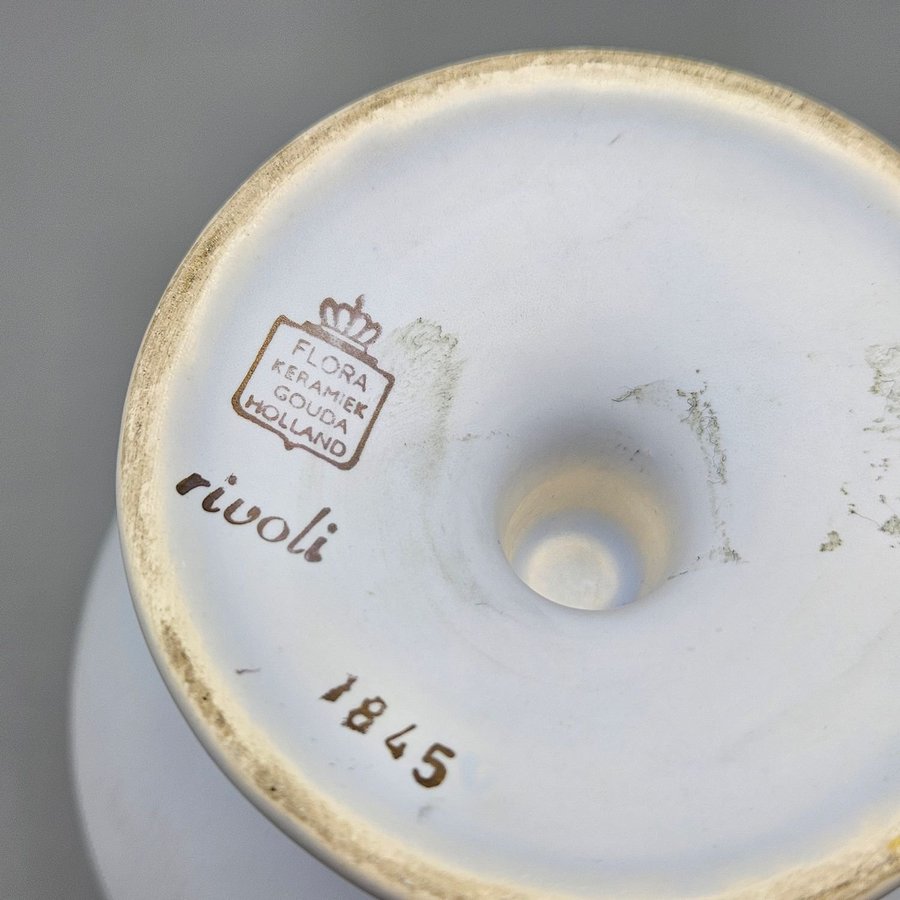 FLORA
KERAMIEK
GOUDA
HOLLAND
rivoli
1845